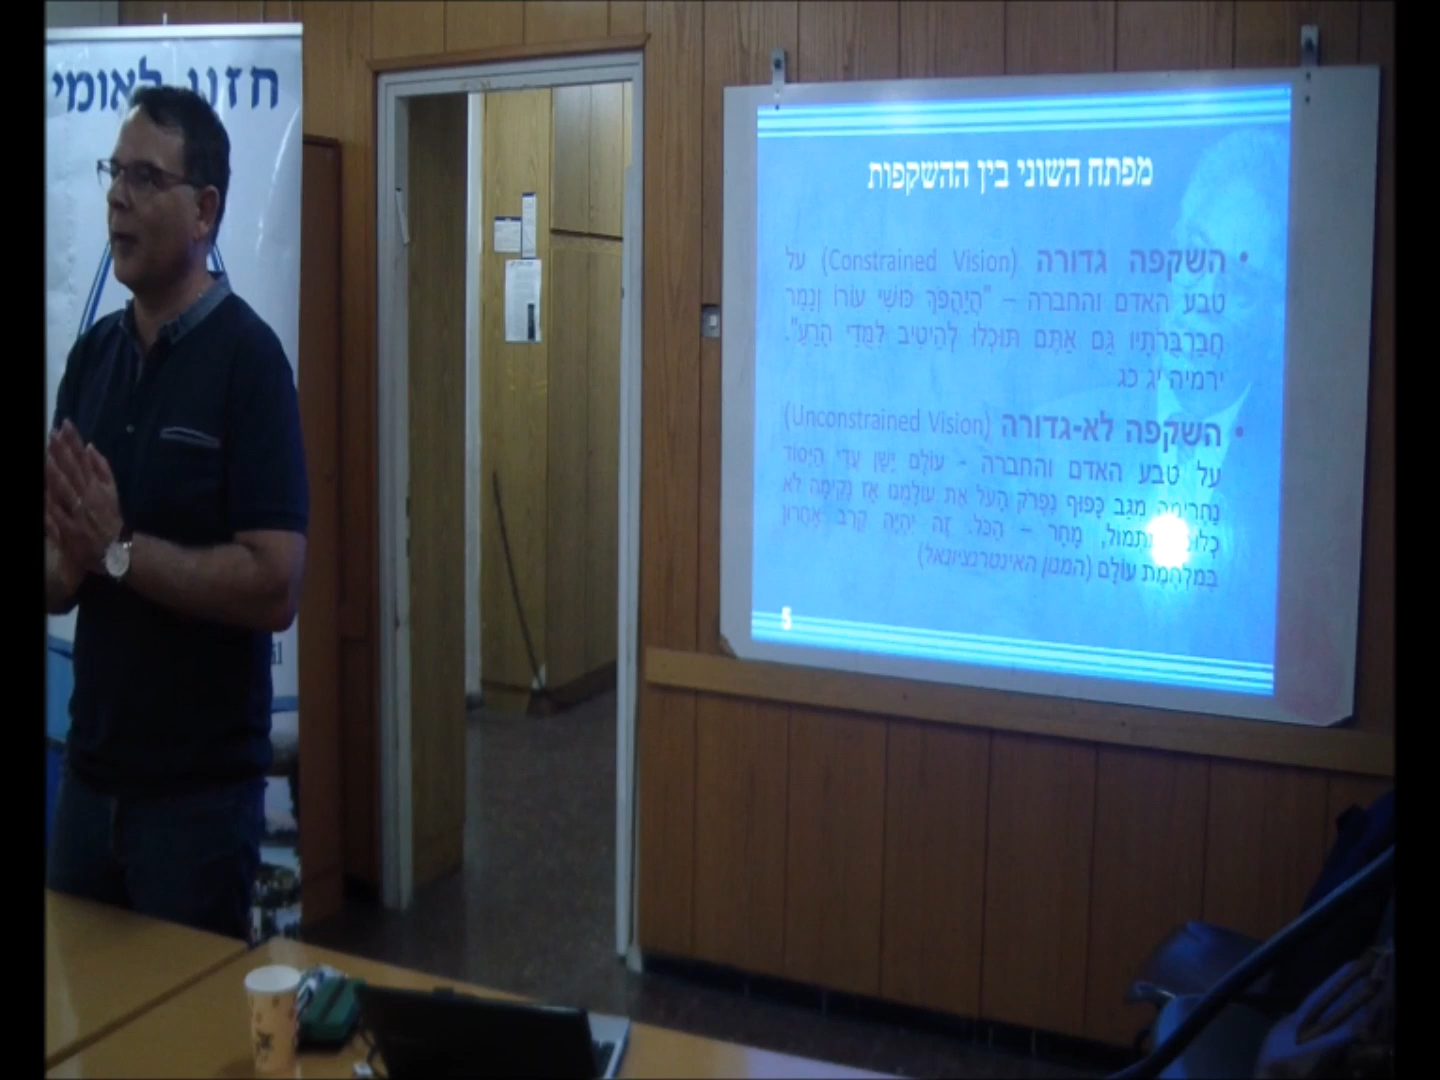 חזון לאומי
מפתח השוני בין ההשקפות
• השקפה גדורה (Constrained Vision) על
טבע האדם והחברה – "הֲיַהֲפֹךְ כּוּשִׁי עוֹרוֹ וְנָמֵר
חֲבַרְבֻּרֹתָיו גַּם אַתֶּם תּוּכְלוּ לְהֵיטִיב לִמֻּדֵי הָרֵעַ".
ירמיה יג כג
• השקפה לא-גדורה (Unconstrained Vision)
על טבע האדם והחברה - עוֹלָם יָשָׁן עֲדֵי הַיְּסוֹד
נַחְרִימָה מִגַּב כָּפוּף נִפְרֹק הָעֹל אֶת עוֹלָמֵנוּ אָז נָקִימָה לֹא
תמול, מָחָר – הַכֹּל. זֶה יִהְיֶה קְרַב אַחֲרוֹן
בְּמִלְחֶמֶת עוֹלָם (המנון האינטרנציונאל)
5